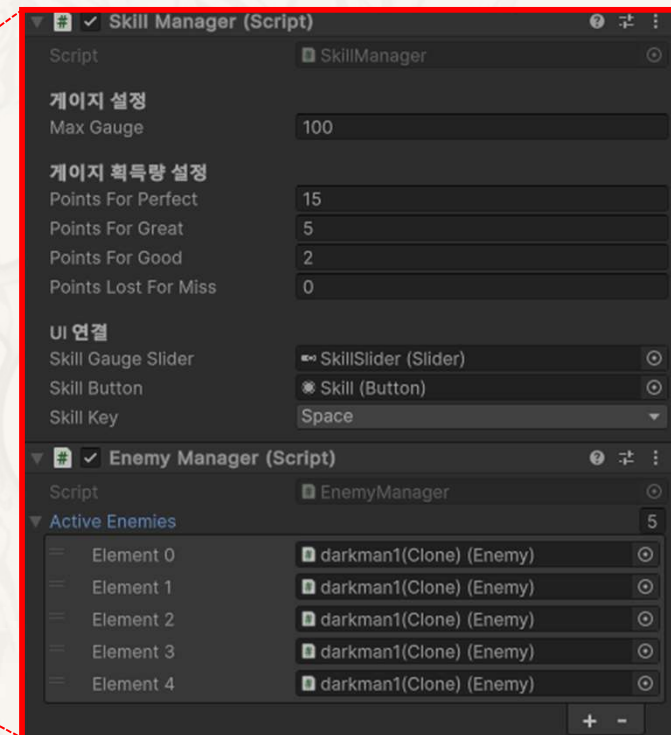 Skill Manager (Script)
Script SkillManager
게이지 설정
Max Gauge 100
게이지 획득량 설정
Points For Perfect 15
Points For Great 5
Points For Good 2
Points Lost For Miss 0
UI 연결
Skill Gauge Slider SkillSlider (Slider)
Skill Button Skill (Button)
Skill Key Space
Enemy Manager (Script)
Script EnemyManager
Active Enemies 5
Element 0 darkman1(Clone) (Enemy)
Element 1 darkman1(Clone) (Enemy)
Element 2 darkman1(Clone) (Enemy)
Element 3 darkman1(Clone) (Enemy)
Element 4 darkman1(Clone) (Enemy)
+ -